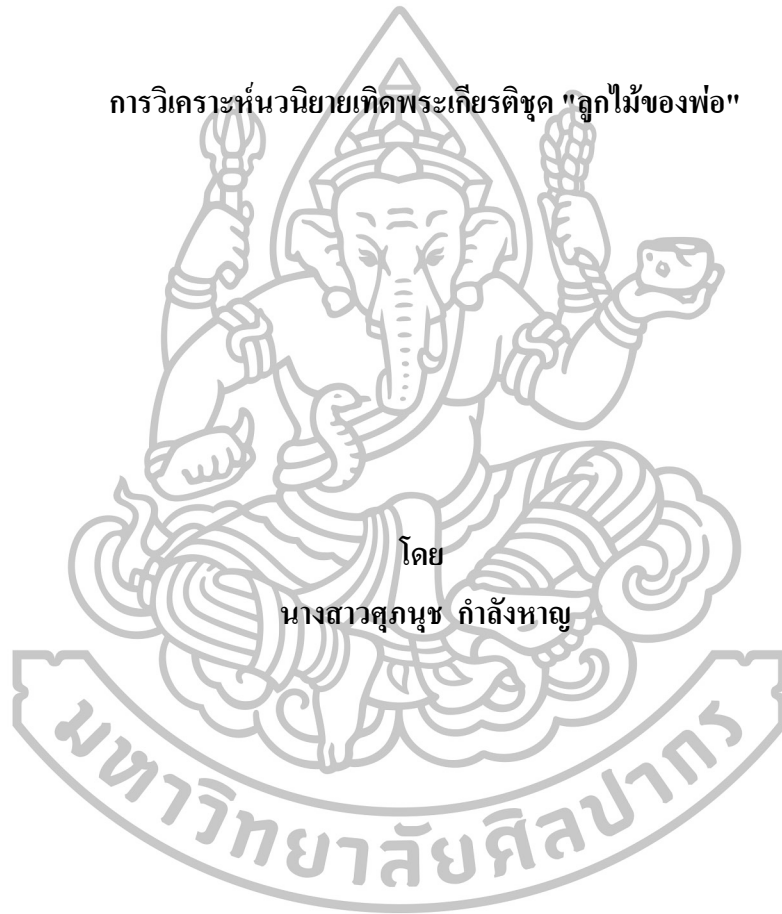 การวิเคราะห์นวนิยายเทิดพระเกียรติชุด "ลูกไม้ของพ่อ"
โดย
นางสาวศุภนุช กำลังหาญ
มหาวิทยาลัยศิลปากร